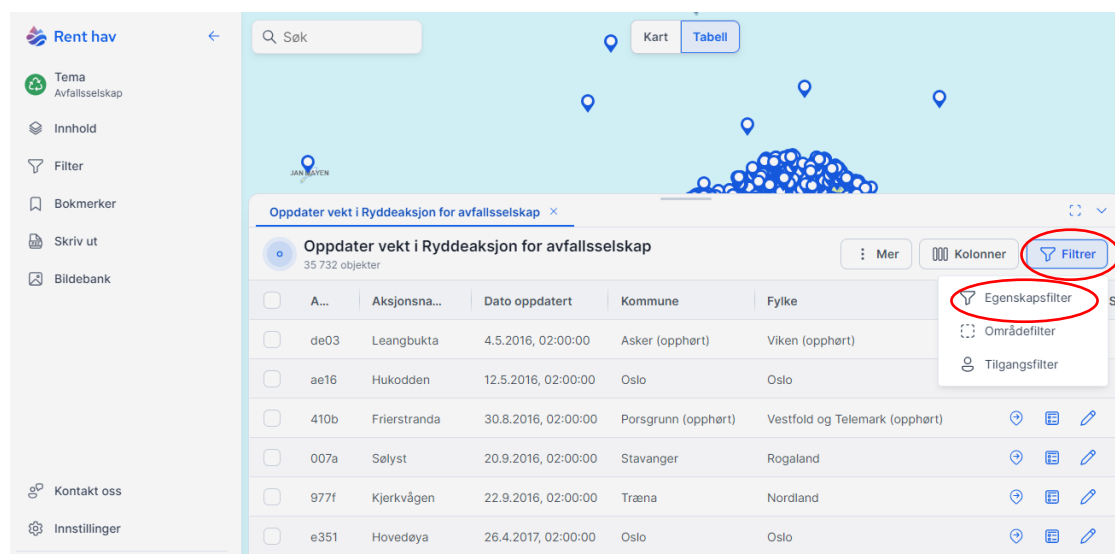 Rent hav
Tema
Avfallsselskap
Innhold
Filter
Bokmerker
Skriv ut
Bildebank
Kontakt oss
Innstillinger
Søk
Kart Tabell
JAN MAYEN
Oppdater vekt i Ryddeaksjon for avfallsselskap
Oppdater vekt i Ryddeaksjon for avfallsselskap
35 732 objekter
Mer Kolonner Filtrer
Egenskapsfilter
Områdefilter
Tilgangsfilter
A... Aksjonsna... Dato oppdatert Kommune Fylke S
de03 Leangbukta 4.5.2016, 02:00:00 Asker (opphørt) Viken (opphørt)
ae16 Hukodden 12.5.2016, 02:00:00 Oslo Oslo
410b Frierstranda 30.8.2016, 02:00:00 Porsgrunn (opphørt) Vestfold og Telemark (opphørt)
007a Sølyst 20.9.2016, 02:00:00 Stavanger Rogaland
977f Kjerkvågen 22.9.2016, 02:00:00 Træna Nordland
e351 Hovedøya 26.4.2017, 02:00:00 Oslo Oslo